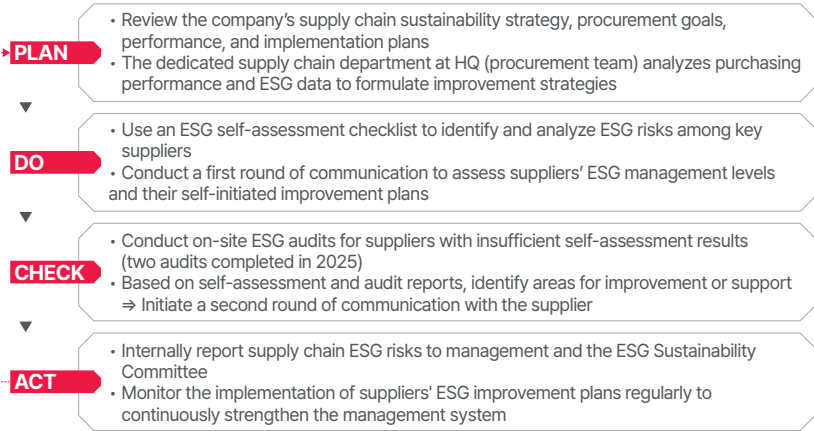 PLAN
• Review the company's supply chain sustainability strategy, procurement goals,
performance, and implementation plans
• The dedicated supply chain department at HQ (procurement team) analyzes purchasing
performance and ESG data to formulate improvement strategies
DO
• Use an ESG self-assessment checklist to identify and analyze ESG risks among key
suppliers
• Conduct a first round of communication to assess suppliers' ESG management levels
and their self-initiated improvement plans
CHECK
• Conduct on-site ESG audits for suppliers with insufficient self-assessment results
(two audits completed in 2025)
• Based on self-assessment and audit reports, identify areas for improvement or support
⇒ Initiate a second round of communication with the supplier
ACT
• Internally report supply chain ESG risks to management and the ESG Sustainability
Committee
• Monitor the implementation of suppliers' ESG improvement plans regularly to
continuously strengthen the management system